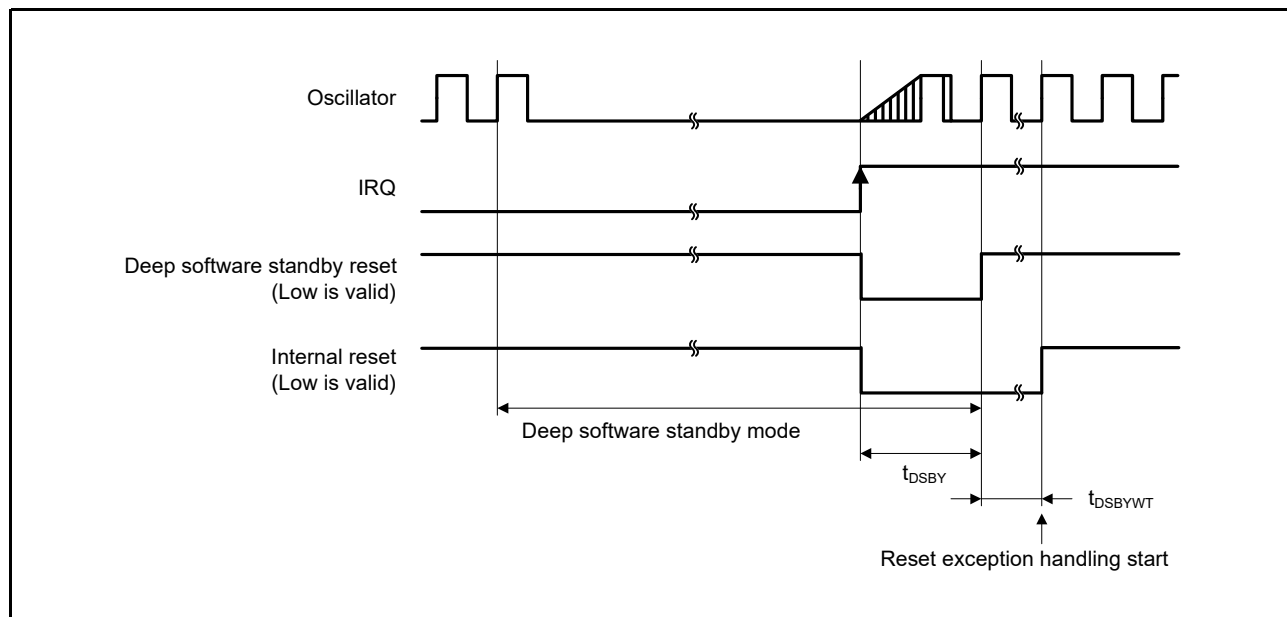 Oscillator
IRQ
Deep software standby reset
(Low is valid)
Internal reset
(Low is valid)
Deep software standby mode
tDSBY
tDSBYWT
Reset exception handling start